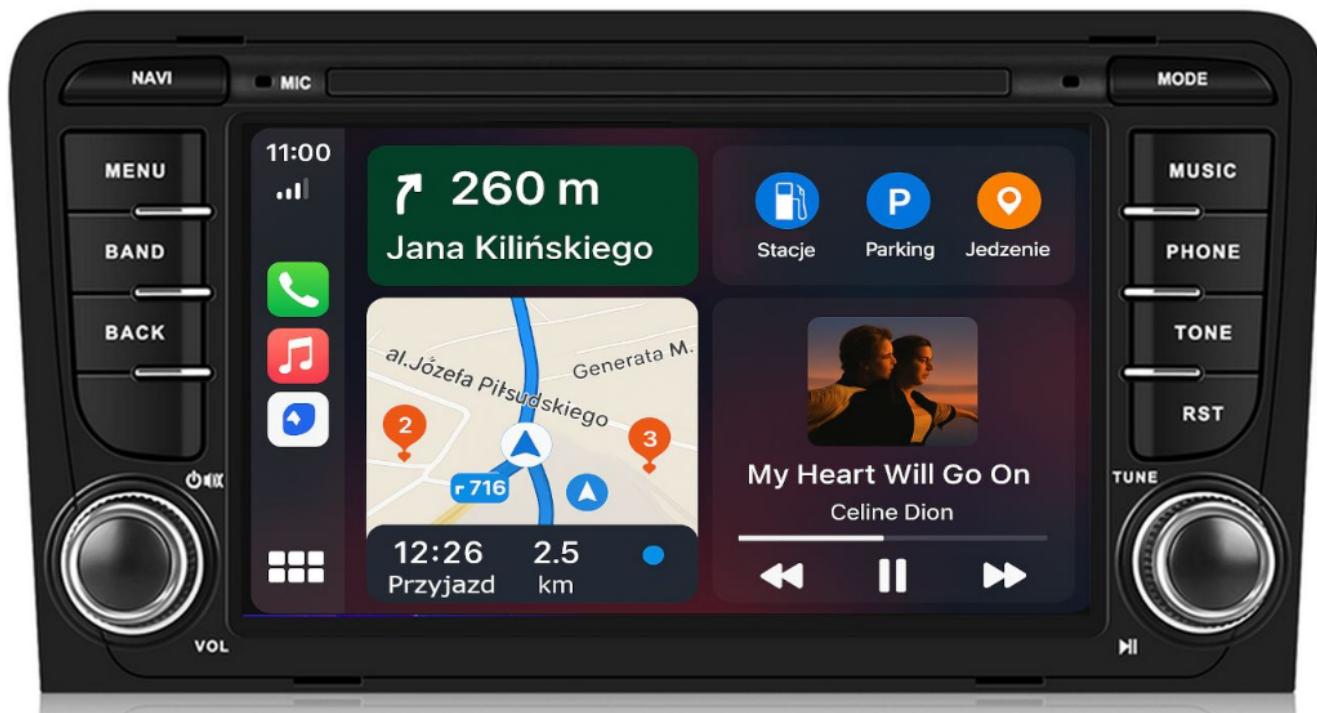 NAVI
MIC
MODE
MENU
BAND
BACK
VOL
11:00
260 m
Jana Kilińskiego
Stacje
Parking
Jedzenie
al.Józefa Piłsudskiego
Generata M.
2
3
716
12:26
2.5
Przyjazd
km
My Heart Will Go On
Celine Dion
MUSIC
PHONE
TONE
RST
TUNE